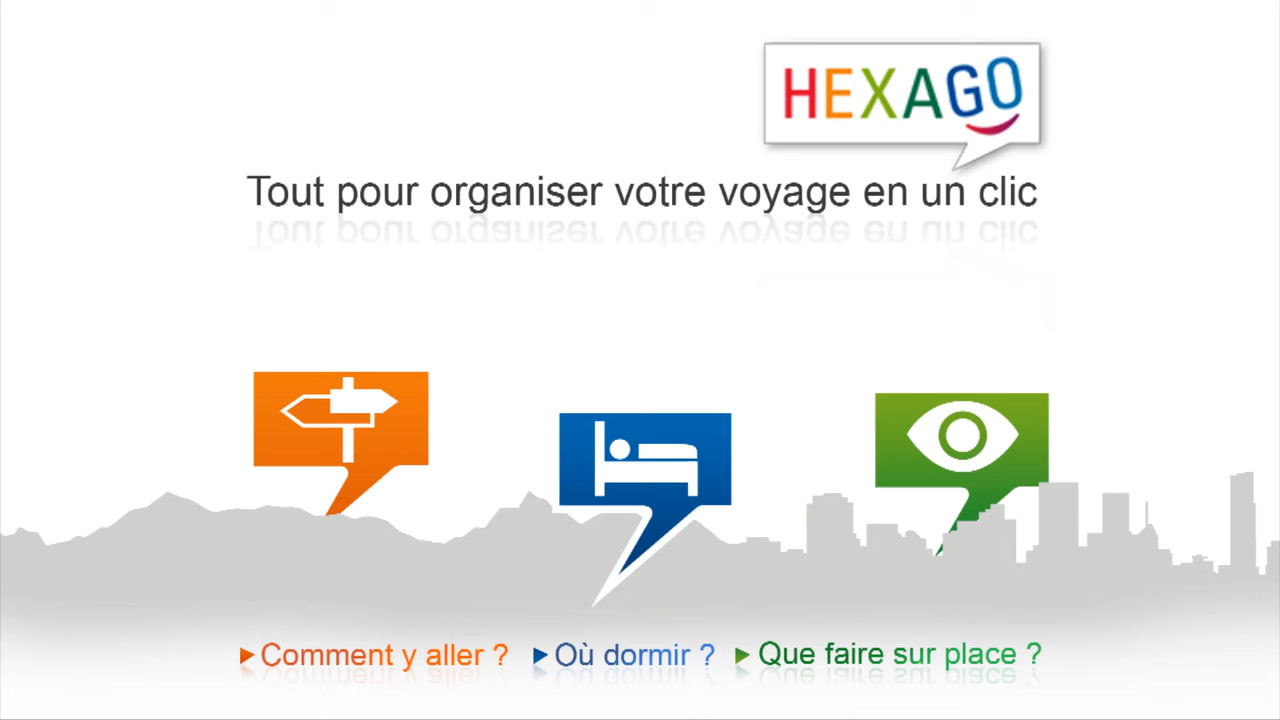 HEXAGO
Tout pour organiser votre voyage en un clic
Comment y aller ?
Où dormir ?
Que faire sur place ?